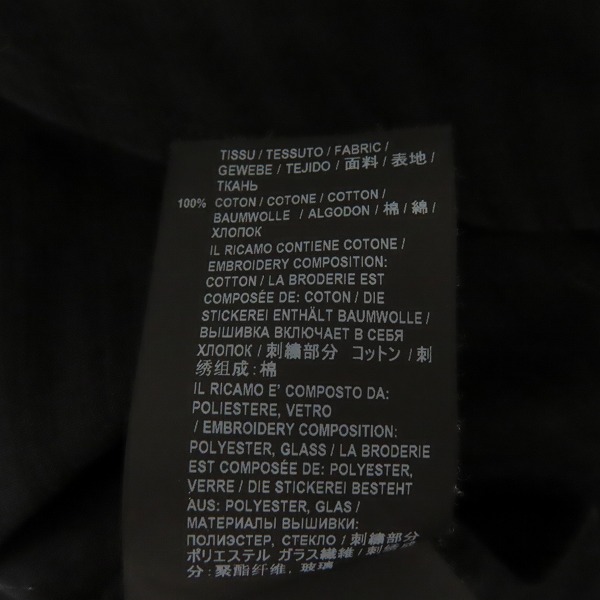 TISSU / TESSUTO / FABRIC /
GEWEBE / TEJIDO / 面料 / 表地 /
ТКАНЬ
100% COTON / COTONE / COTTON /
BAUMWOLLE / ALGODON / 棉 / 綿 /
ХЛОПОК
IL RICAMO CONTIENE COTONE /
EMBROIDERY COMPOSITION:
COTTON / LA BRODERIE EST
COMPOSÉE DE: COTON / DIE
STICKEREI ENTHÄLT BAUMWOLLE /
ВЫШИВКА ВКЛЮЧАЕТ В СЕБЯ
ХЛОПОК / 刺繍部分 コットン / 刺
绣组成: 棉
IL RICAMO E' COMPOSTO DA:
POLIESTERE, VETRO
/ EMBROIDERY COMPOSITION:
POLYESTER, GLASS / LA BRODERIE
EST COMPOSÉE DE: POLYESTER,
VERRE / DIE STICKEREI BESTEHT
AUS: POLYESTER, GLAS /
МАТЕРИАЛЫ ВЫШИВКИ:
ПОЛИЭСТЕР, СТЕКЛО / 刺繍部分
ポリエステル ガラス繊維 / 刺繍部
分: 聚酯纤维, 玻璃